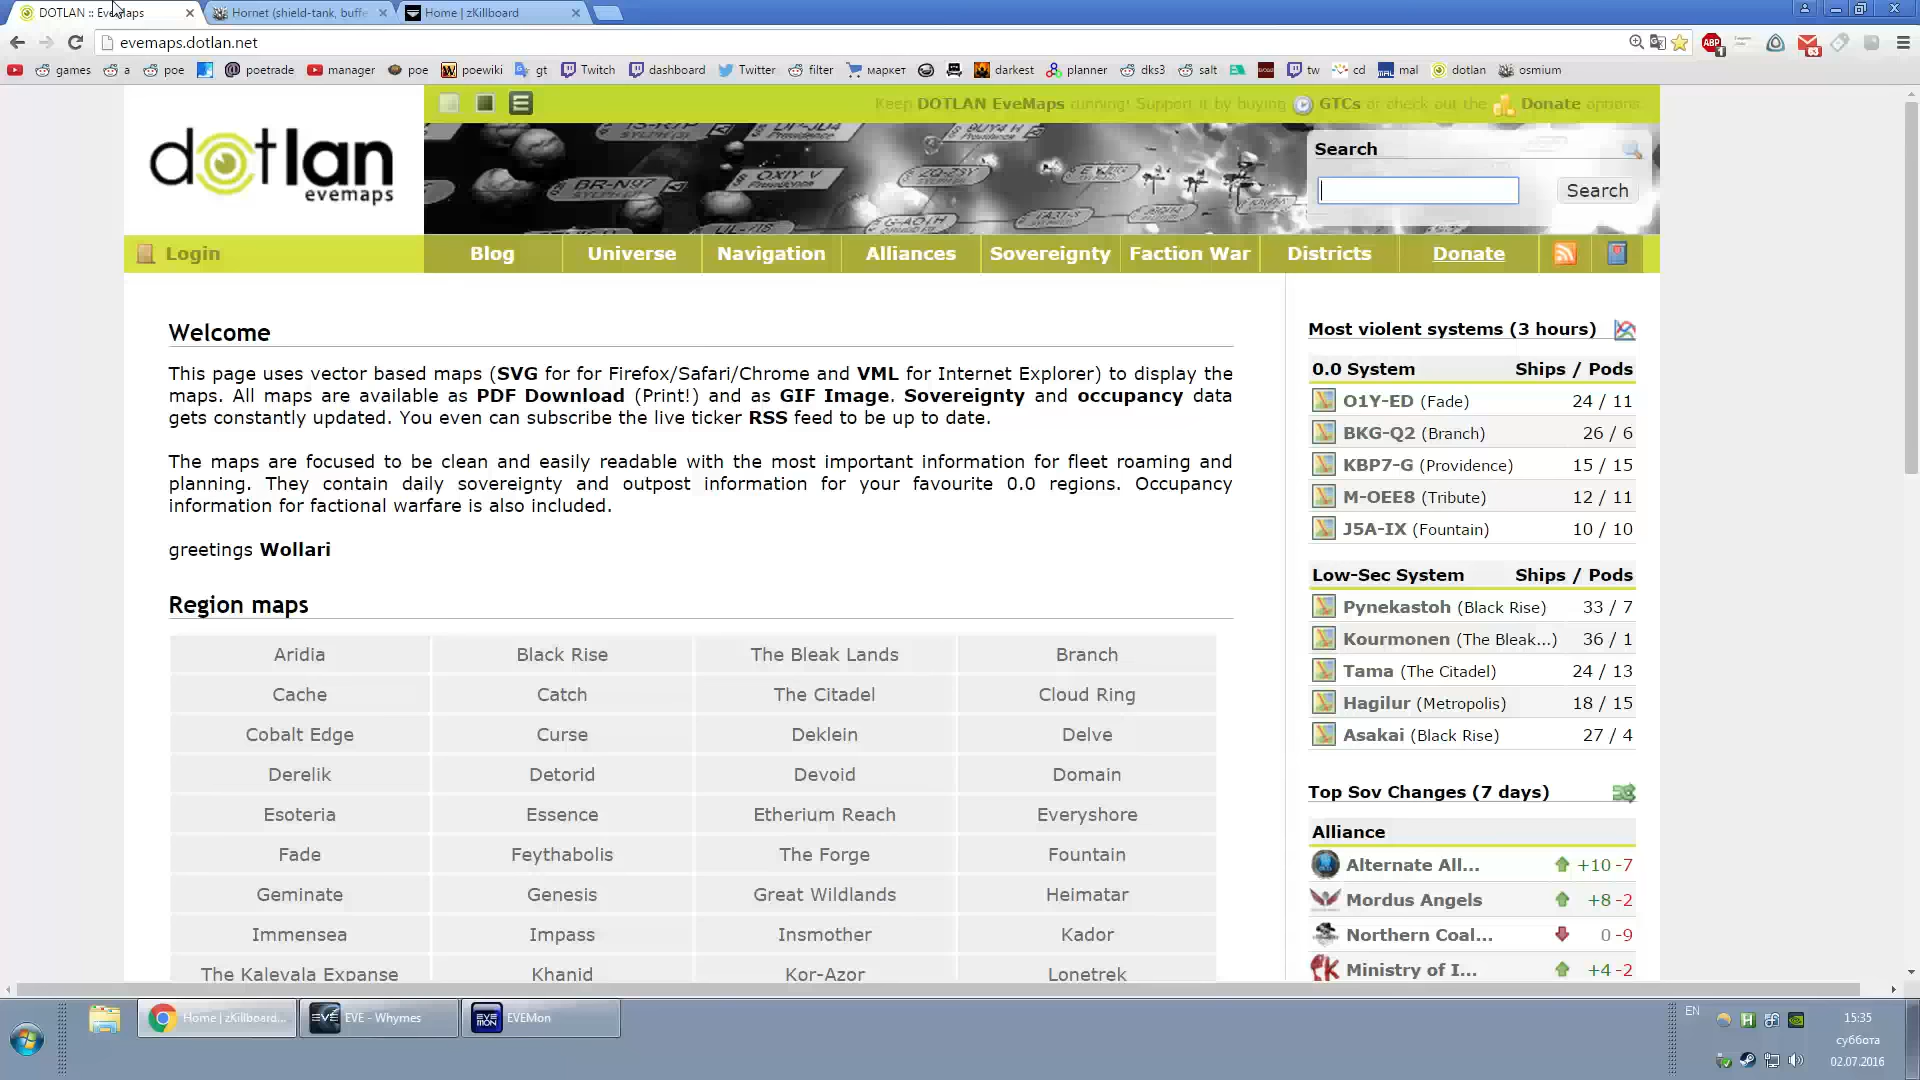 DOTLAN :: EveMaps
Hornet (shield-tank, buffe
Home | zKillboard
evemaps.dotlan.net
games
a
poe
poetrade
manager
poe
poewiki
gt
Twitch
dashboard
Twitter
filter
маркет
darkest
planner
dks3
salt
tw
cd
mal
dotlan
osmium
Keep DOTLAN EveMaps running! Support it by buying GTCs or check out the Donate options
dotlan
evemaps
Search
Search
Login
Blog
Universe
Navigation
Alliances
Sovereignty
Faction War
Districts
Donate
Welcome
This page uses vector based maps (SVG for for Firefox/Safari/Chrome and VML for Internet Explorer) to display the
maps. All maps are available as PDF Download (Print!) and as GIF Image. Sovereignty and occupancy data
gets constantly updated. You even can subscribe the live ticker RSS feed to be up to date.
The maps are focused to be clean and easily readable with the most important information for fleet roaming and
planning. They contain daily sovereignty and outpost information for your favourite 0.0 regions. Occupancy
information for factional warfare is also included.
greetings Wollari
Region maps
Aridia Black Rise The Bleak Lands Branch
Cache Catch The Citadel Cloud Ring
Cobalt Edge Curse Deklein Delve
Derelik Detorid Devoid Domain
Esoteria Essence Etherium Reach Everyshore
Fade Feythabolis The Forge Fountain
Geminate Genesis Great Wildlands Heimatar
Immensea Impass Insmother Kador
The Kalevala Expanse Khanid Kor-Azor Lonetrek
Most violent systems (3 hours)
0.0 System Ships / Pods
O1Y-ED (Fade) 24 / 11
BKG-Q2 (Branch) 26 / 6
KBP7-G (Providence) 15 / 15
M-OEE8 (Tribute) 12 / 11
J5A-IX (Fountain) 10 / 10
Low-Sec System Ships / Pods
Pynekastoh (Black Rise) 33 / 7
Kourmonen (The Bleak...) 36 / 1
Tama (The Citadel) 24 / 13
Hagilur (Metropolis) 18 / 15
Asakai (Black Rise) 27 / 4
Top Sov Changes (7 days)
Alliance
Alternate All... +10 -7
Mordus Angels +8 -2
Northern Coal... 0 -9
Ministry of I... +4 -2
Home | zKillboard...
EVE - Whymes
EVEMon
EN
15:35
суббота
02.07.2016